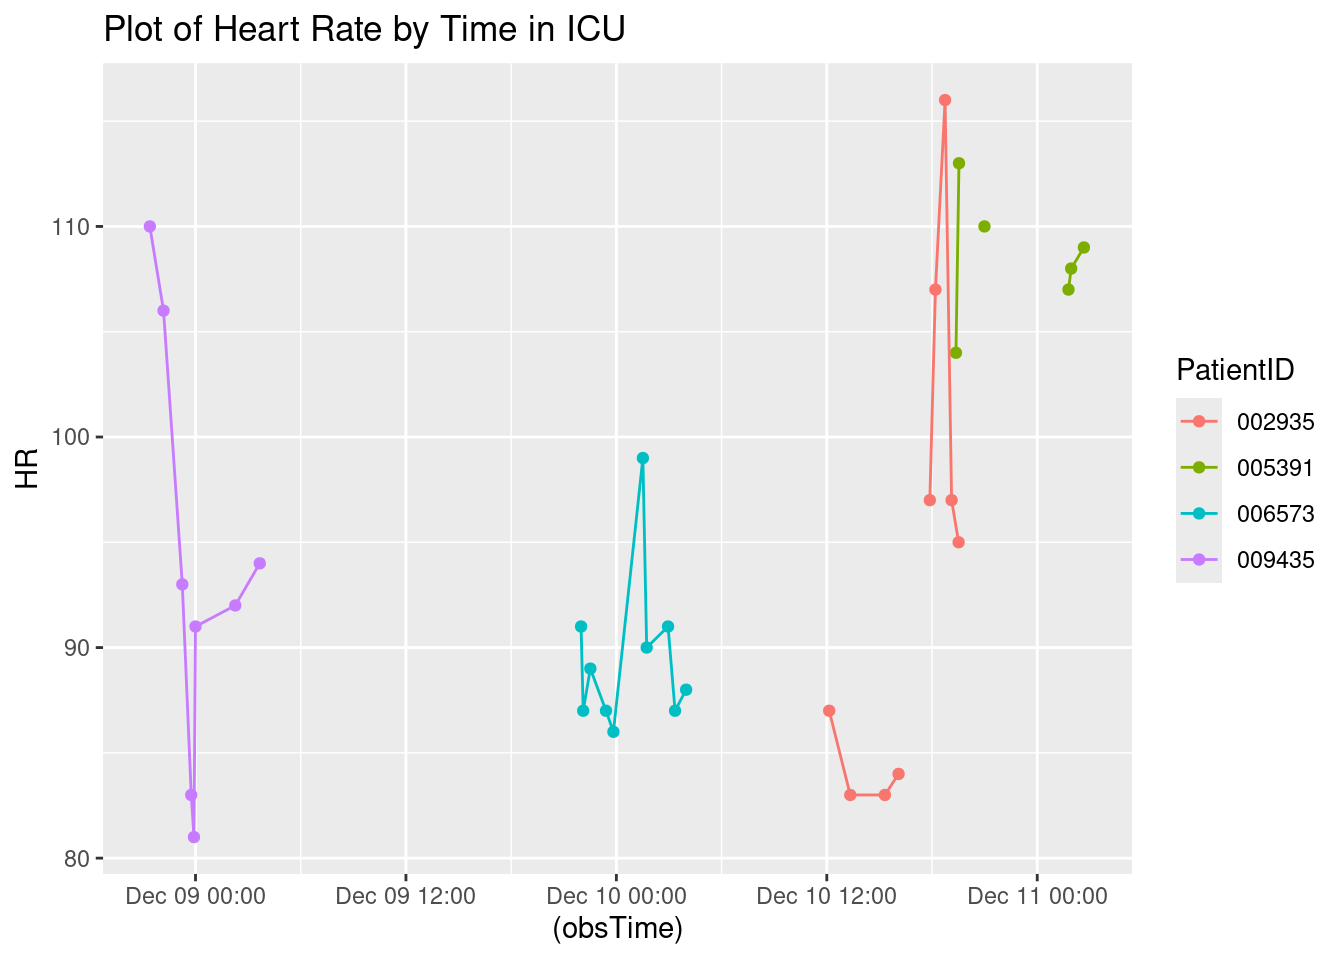 Plot of Heart Rate by Time in ICU
110
100
90
80
HR
Dec 09 00:00
Dec 09 12:00
Dec 10 00:00
Dec 10 12:00
Dec 11 00:00
(obsTime)
PatientID
002935
005391
006573
009435